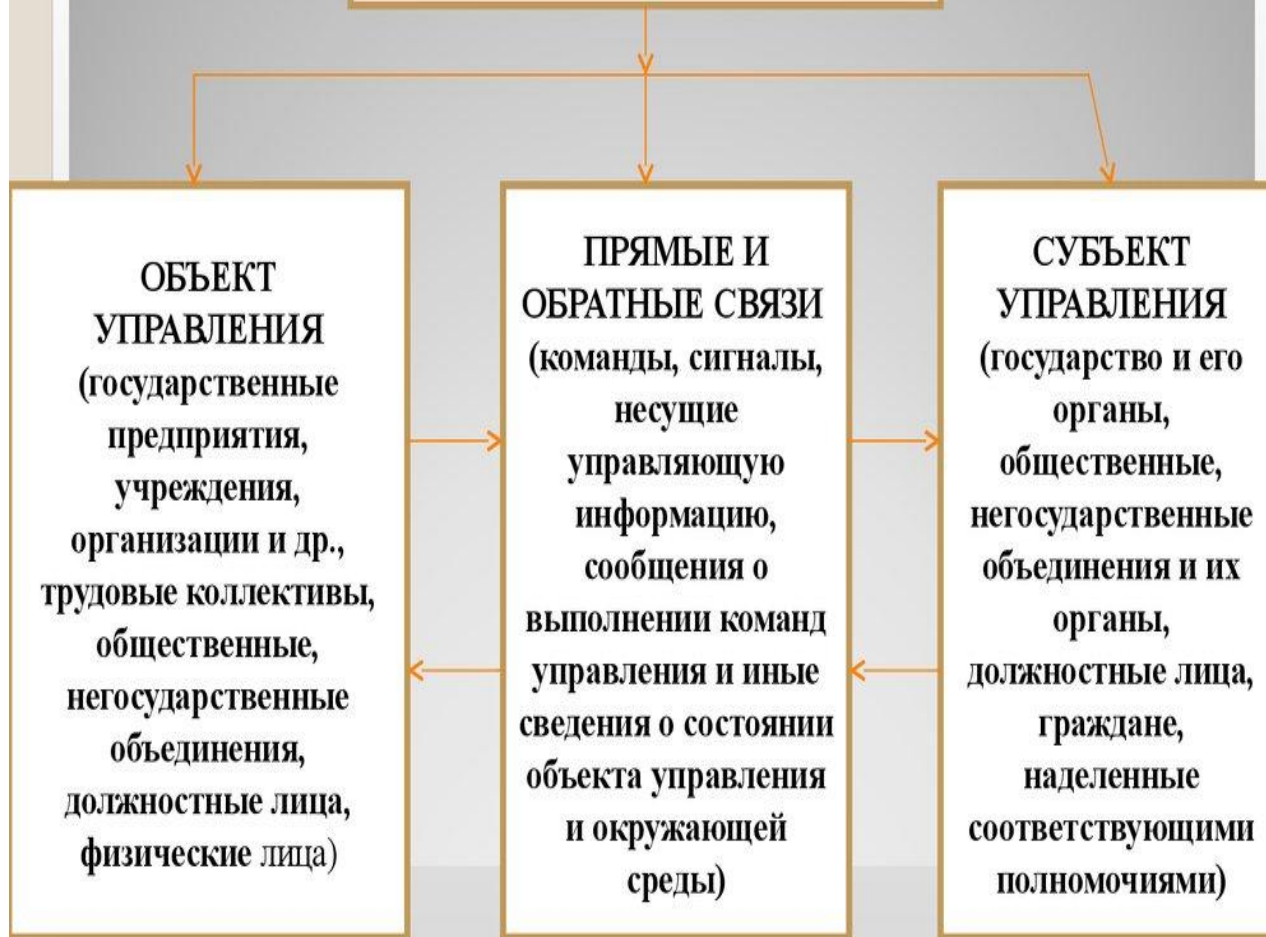 ОБЪЕКТ
УПРАВЛЕНИЯ
(государственные
предприятия,
учреждения,
организации и др.,
трудовые коллективы,
общественные,
негосударственные
объединения,
должностные лица,
физические лица)
ПРЯМЫЕ И
ОБРАТНЫЕ СВЯЗИ
(команды, сигналы,
несущие
управляющую
информацию,
сообщения о
выполнении команд
управления и иные
сведения о состоянии
объекта управления
и окружающей
среды)
СУБЪЕКТ
УПРАВЛЕНИЯ
(государство и его
органы,
общественные,
негосударственные
объединения и их
органы,
должностные лица,
граждане,
наделенные
соответствующими
полномочиями)